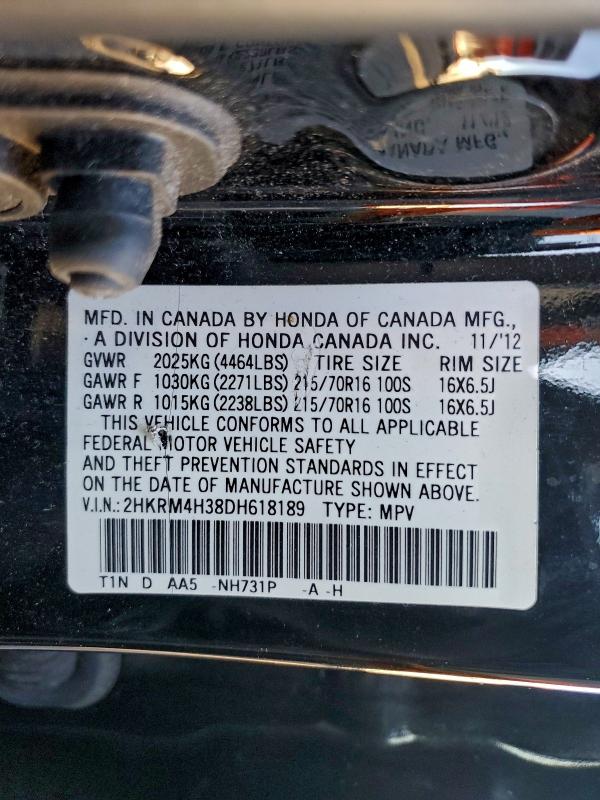 MFD. IN CANADA BY HONDA OF CANADA MFG.,
A DIVISION OF HONDA CANADA INC. 11/'12
GVWR 2025KG(4464LBS) TIRE SIZE RIM SIZE
GAWR F 1030KG(2271LBS) 215/70R16 100S 16X6.5J
GAWR R 1015KG(2238LBS) 215/70R16 100S 16X6.5J
THIS VEHICLE CONFORMS TO ALL APPLICABLE
FEDERAL MOTOR VEHICLE SAFETY
AND THEFT PREVENTION STANDARDS IN EFFECT
ON THE DATE OF MANUFACTURE SHOWN ABOVE.
V.I.N.: 2HKRM4H38DH618189 TYPE: MPV
T1N D AA5 -NH731P -A -H